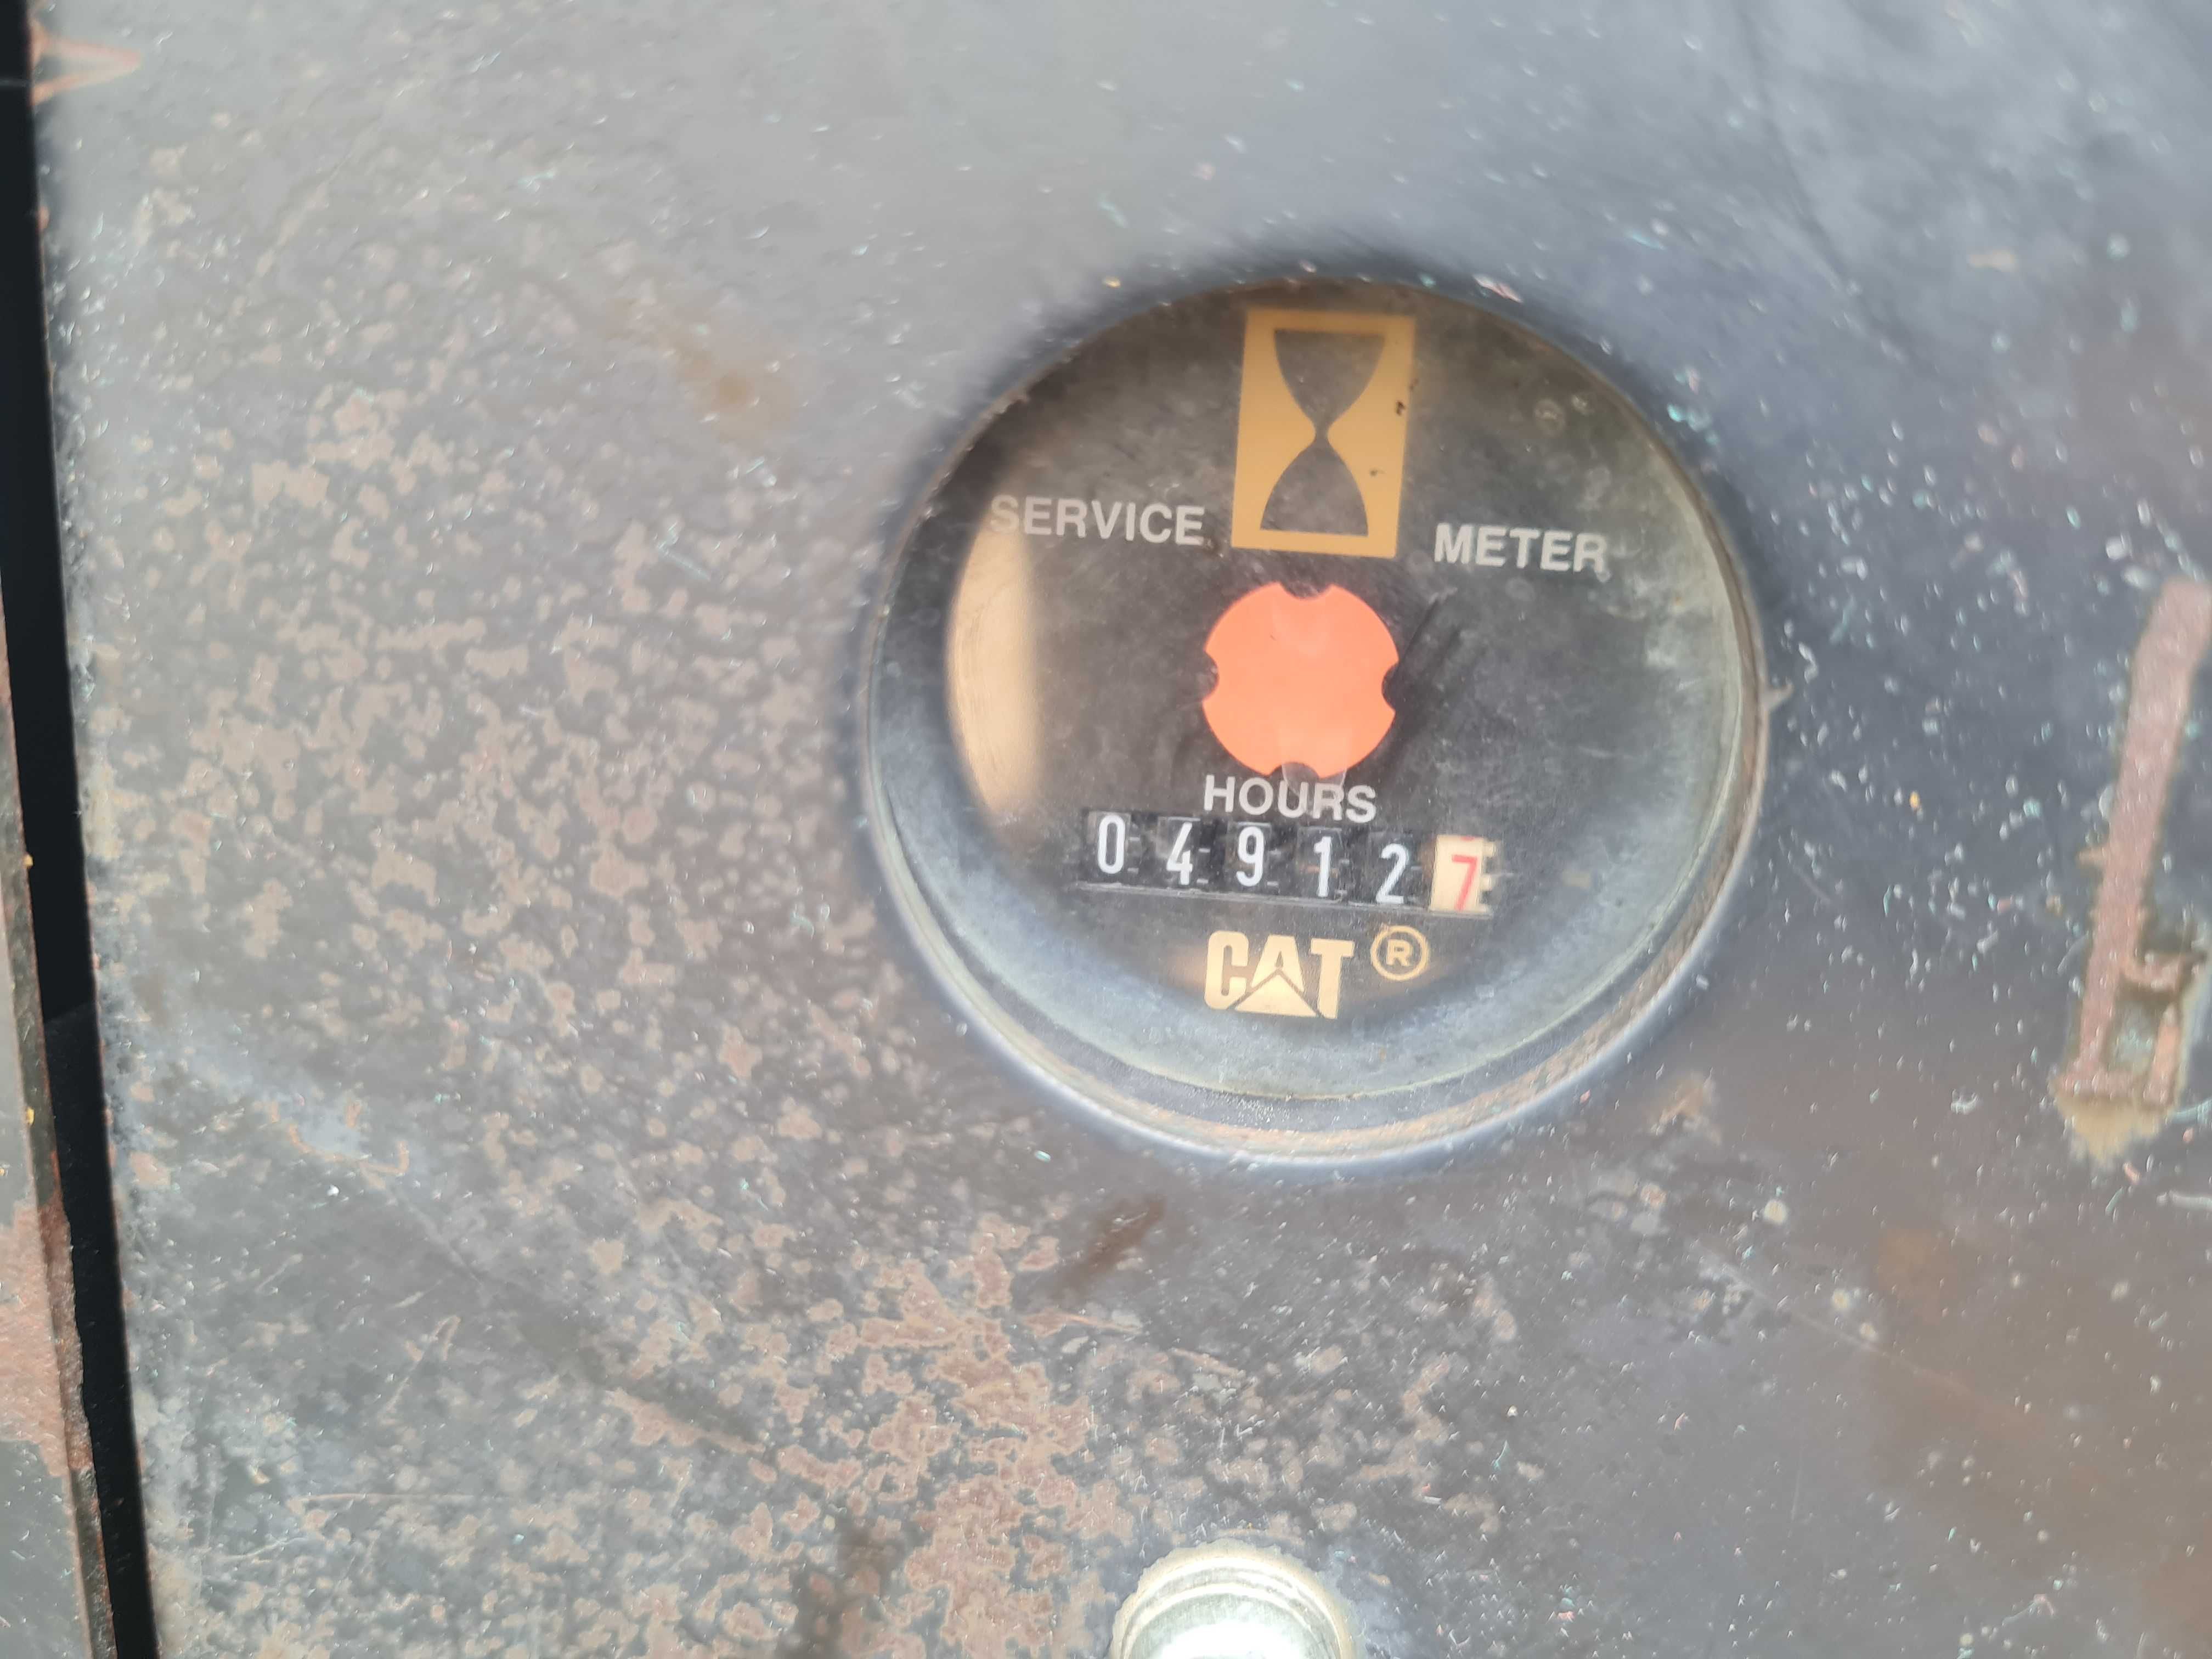 SERVICE METER
HOURS
049127
CAT ®